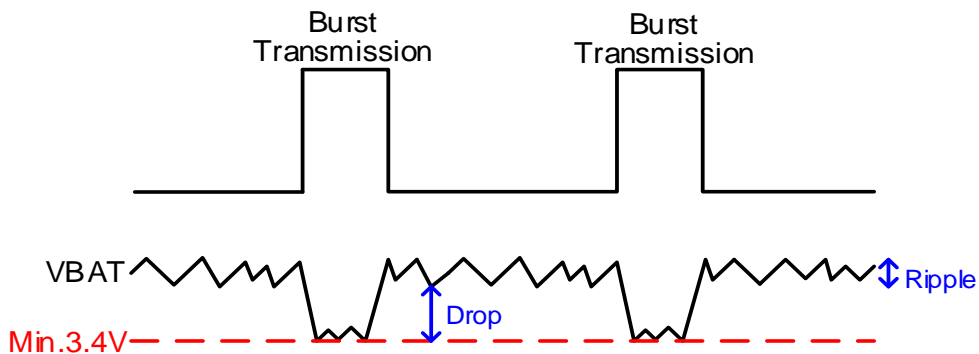 Burst
Transmission
Burst
Transmission
VBAT
Ripple
Drop
Min.3.4V